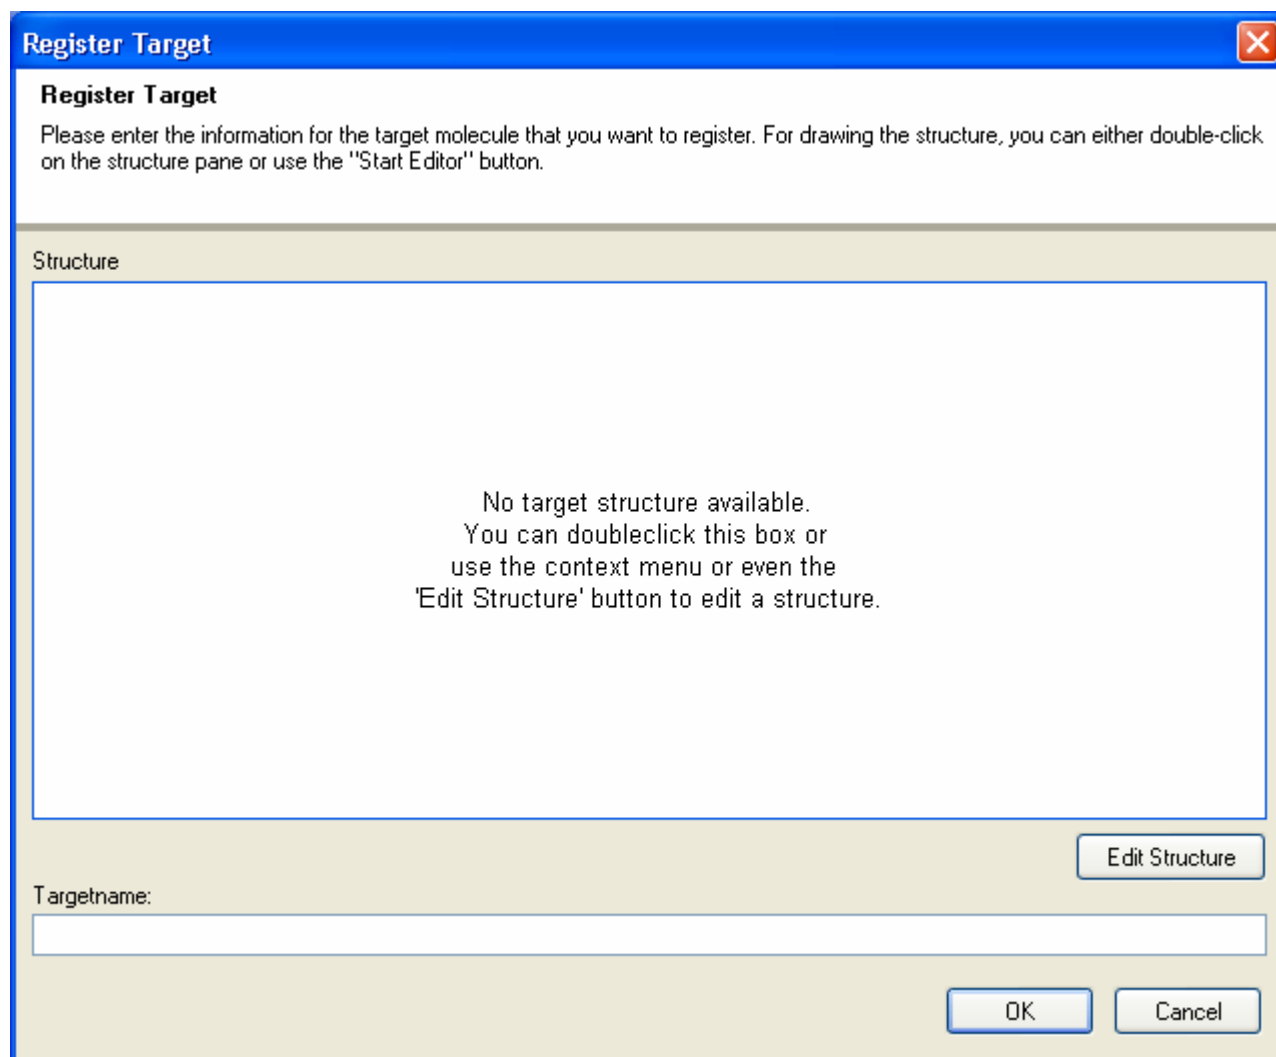 Register Target
Register Target
Please enter the information for the target molecule that you want to register. For drawing the structure, you can either double-click
on the structure pane or use the "Start Editor" button.
Structure
No target structure available.
You can doubleclick this box or
use the context menu or even the
'Edit Structure' button to edit a structure.
Edit Structure
Targetname:
OK
Cancel